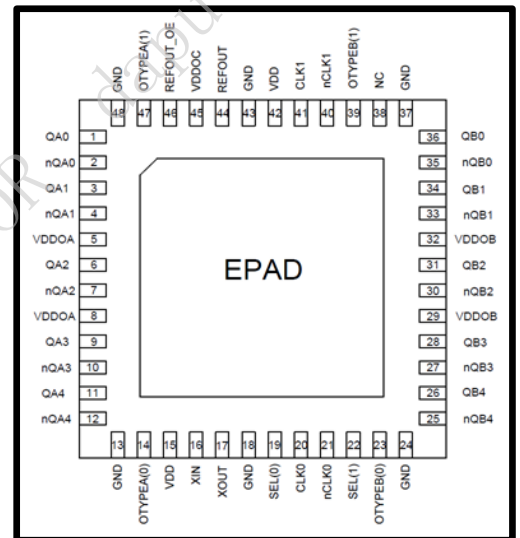 GND
OTYPEA(1)
REFOUT_OE
VDDOC
REFOUT
GND
VDD
CLK1
nCLK1
OTYPEB(1)
NC
GND
48 47 46 45 44 43 42 41 40 39 38 37
QA0 1
nQA0 2
QA1 3
nQA1 4
VDDOA 5
QA2 6
nQA2 7
VDDOA 8
QA3 9
nQA3 10
QA4 11
nQA4 12
EPAD
36 QB0
35 nQB0
34 QB1
33 nQB1
32 VDDOB
31 QB2
30 nQB2
29 VDDOB
28 QB3
27 nQB3
26 QB4
25 nQB4
13 14 15 16 17 18 19 20 21 22 23 24
GND
OTYPEA(0)
VDD
XIN
XOUT
GND
SEL(0)
CLK0
nCLK0
SEL(1)
OTYPEB(0)
GND
dapu